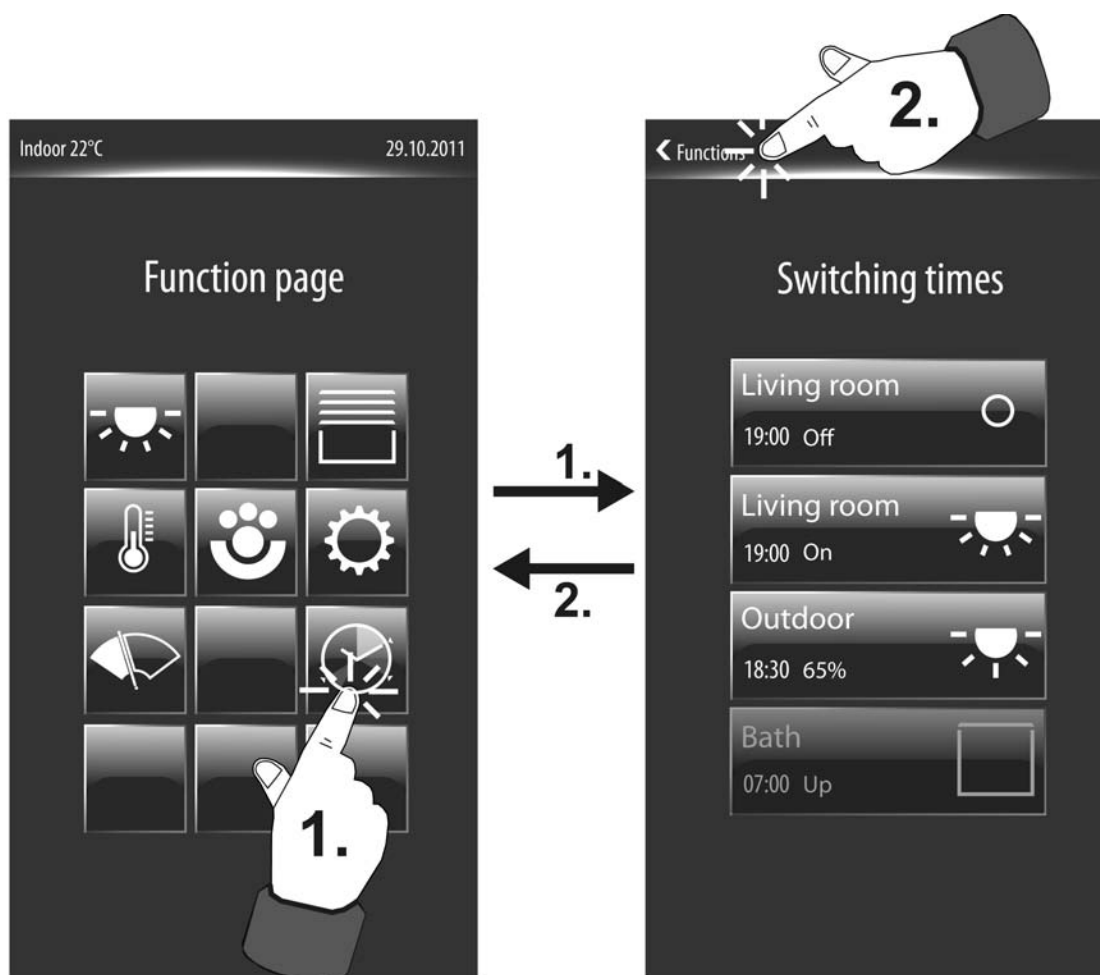 2.
Indoor 22°C 29.10.2011
Functions
Function page
Switching times
Living room
19:00 Off
1.
Living room
19:00 On
2.
Outdoor
18:30 65%
Bath
07:00 Up
1.